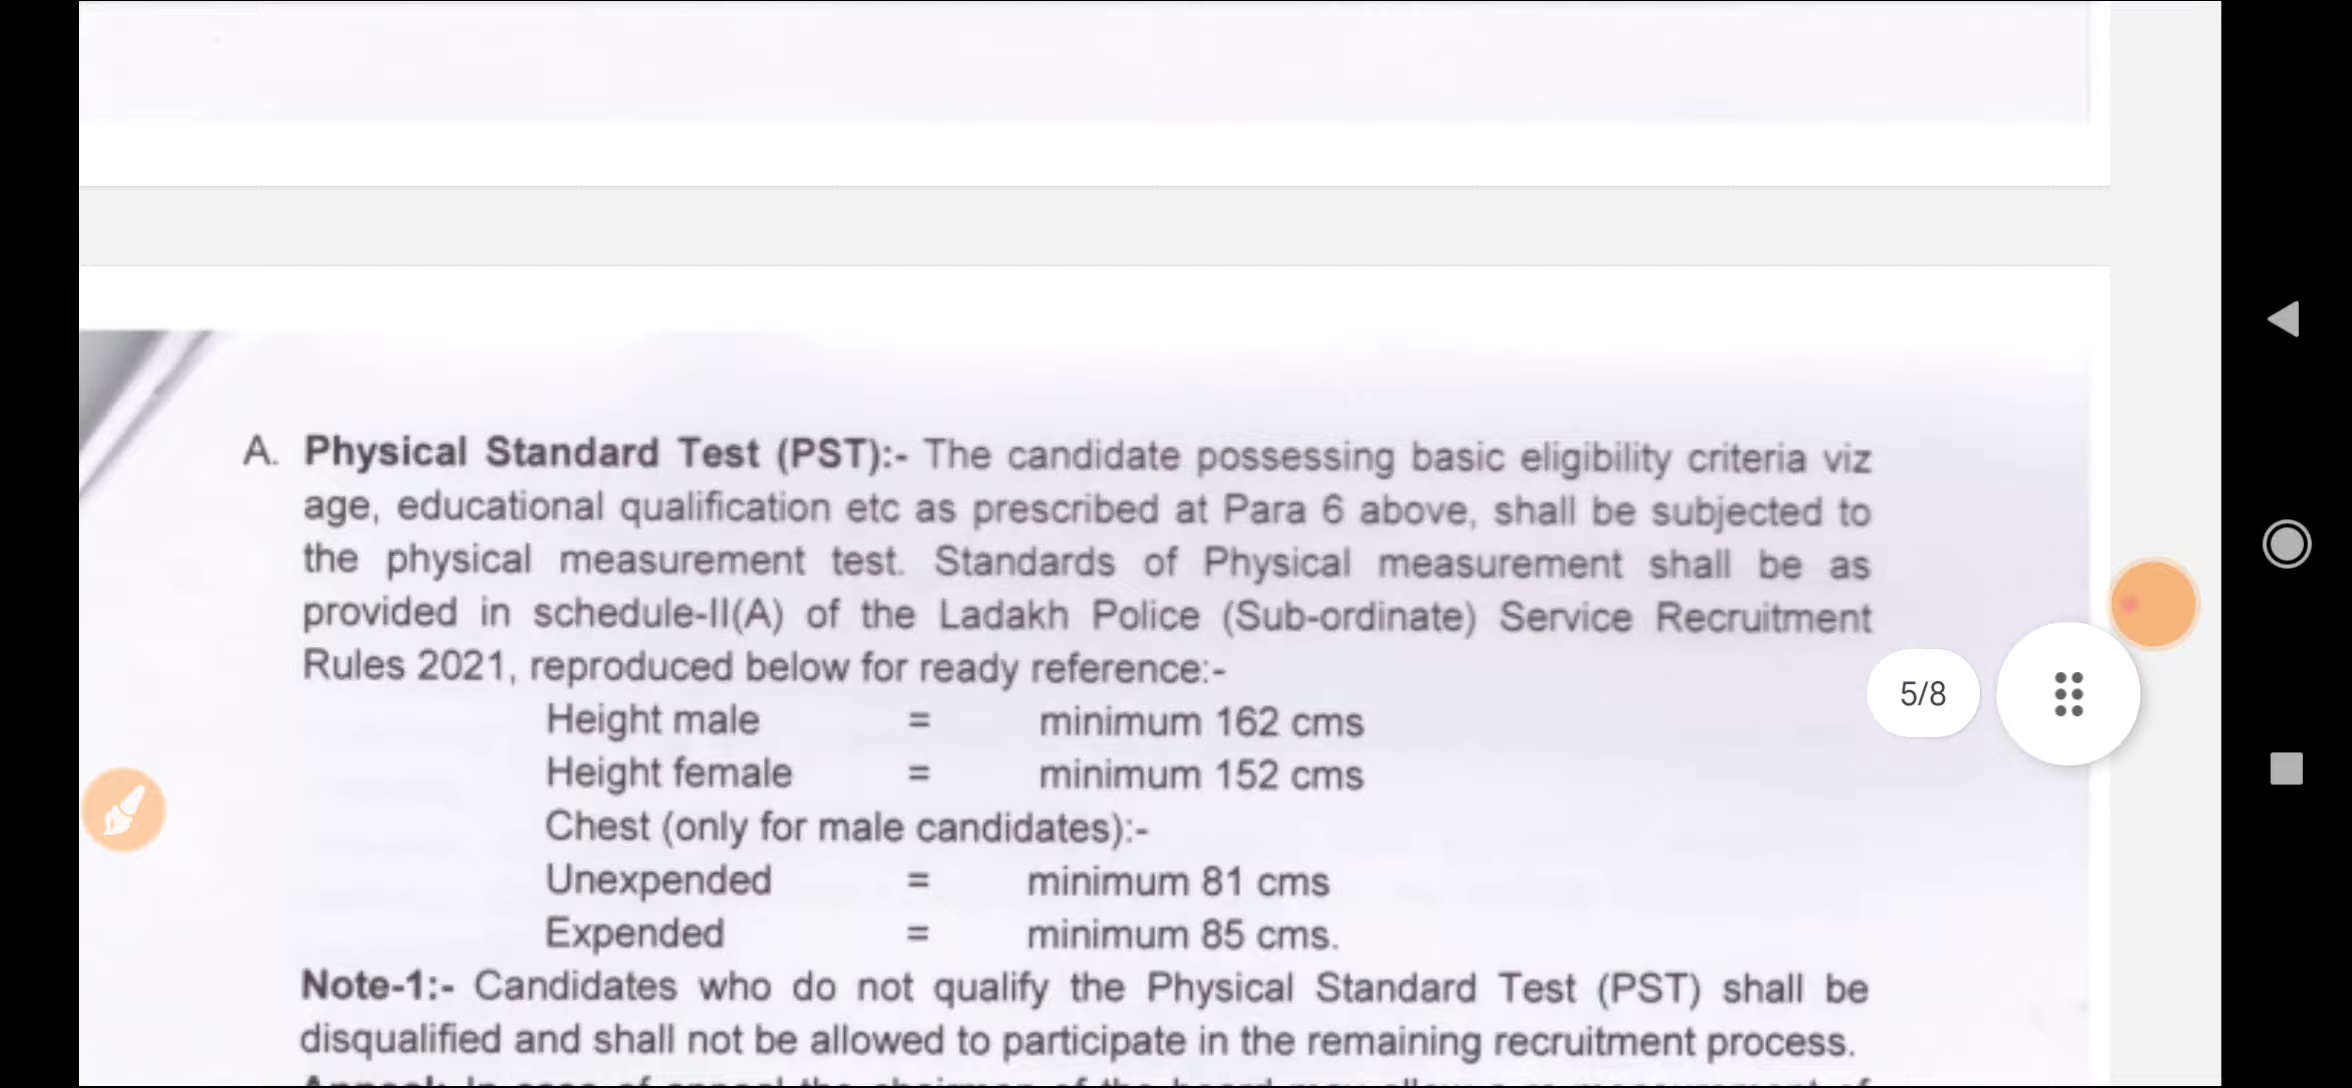 A. Physical Standard Test (PST):- The candidate possessing basic eligibility criteria viz
age, educational qualification etc as prescribed at Para 6 above, shall be subjected to
the physical measurement test. Standards of Physical measurement shall be as
provided in schedule-II(A) of the Ladakh Police (Sub-ordinate) Service Recruitment
Rules 2021, reproduced below for ready reference:-
Height male = minimum 162 cms
Height female = minimum 152 cms
Chest (only for male candidates):-
Unexpended = minimum 81 cms
Expended = minimum 85 cms.
Note-1:- Candidates who do not qualify the Physical Standard Test (PST) shall be
disqualified and shall not be allowed to participate in the remaining recruitment process.
5/8